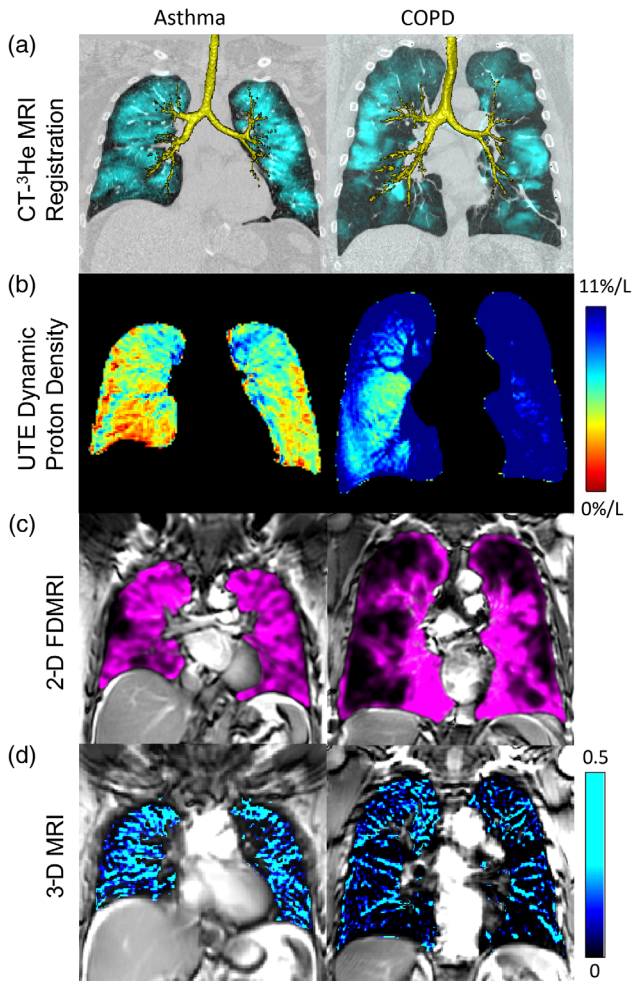 Asthma COPD
(a)
CT-³He MRI
Registration
(b)
UTE Dynamic
Proton Density
11%/L
0%/L
(c)
2-D FDMRI
(d)
3-D MRI
0.5
0